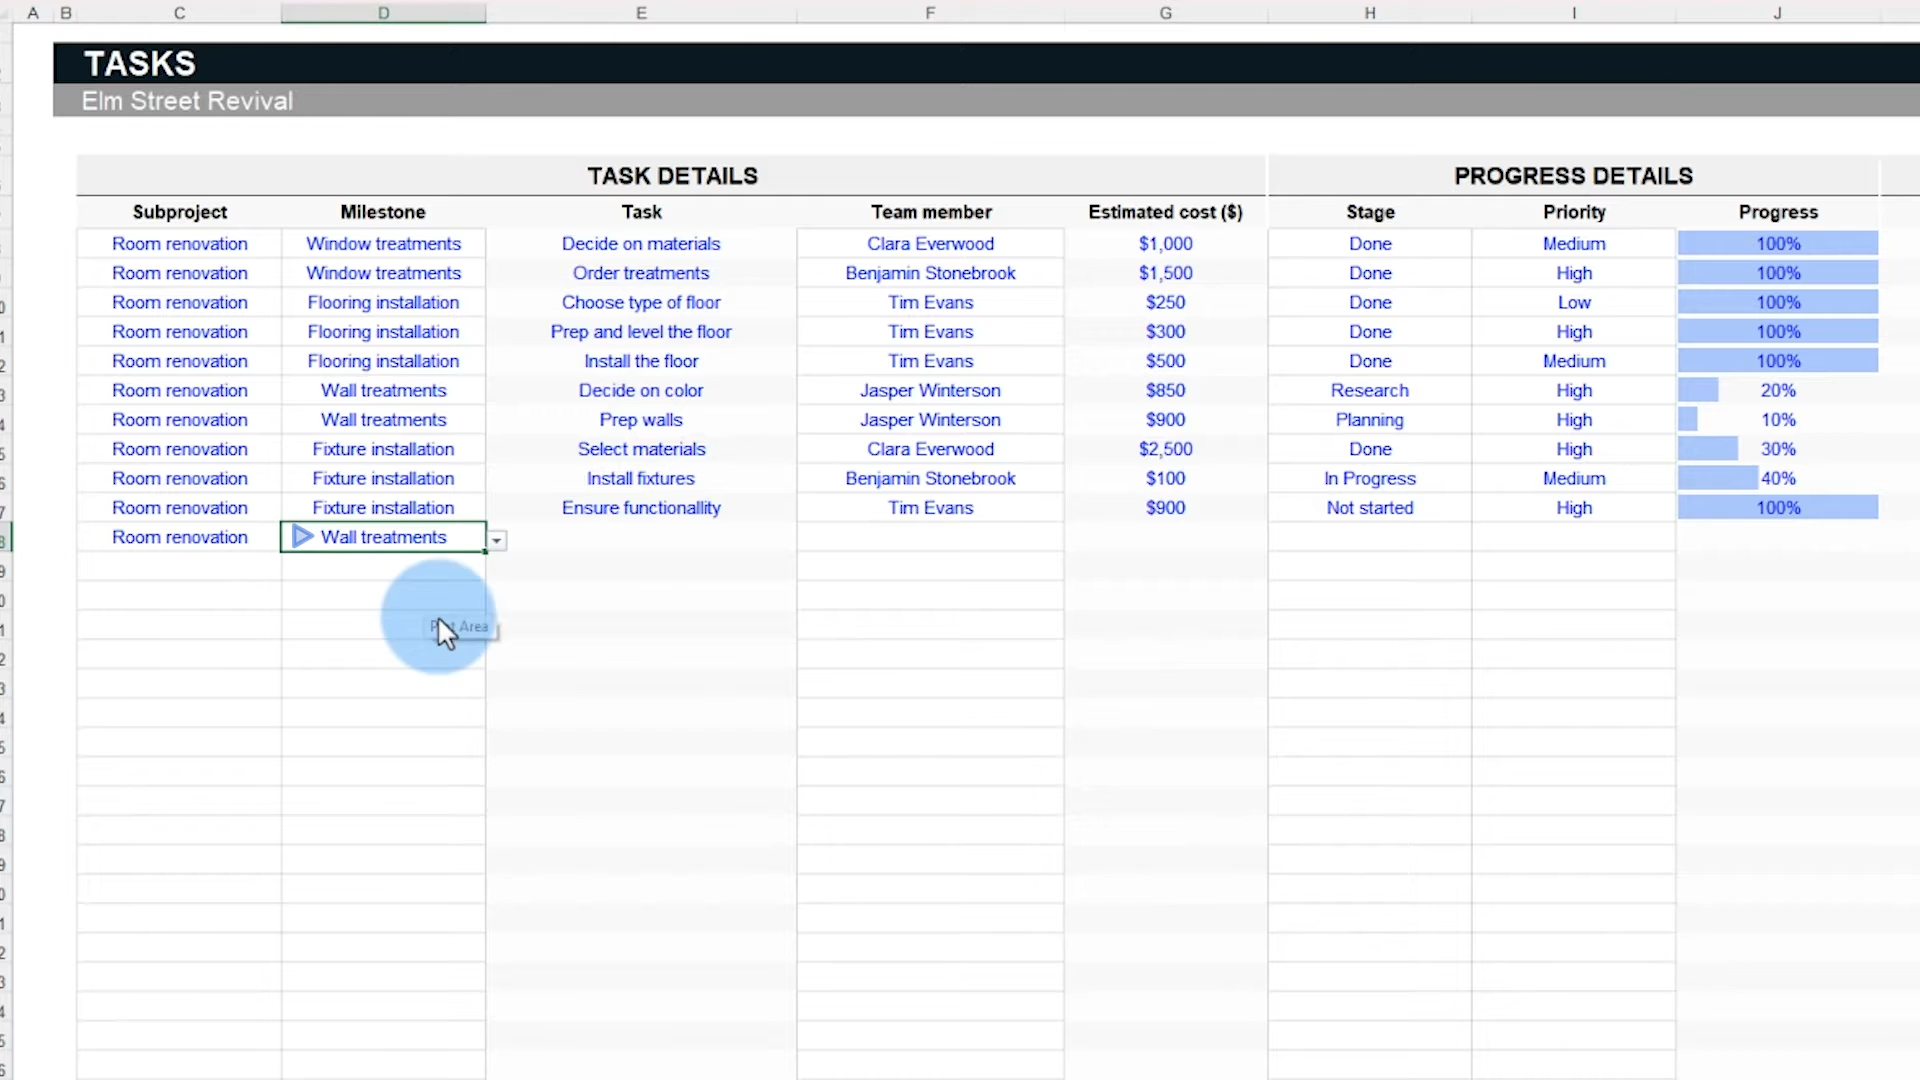 A B C D E F G H I J
TASKS
Elm Street Revival
TASK DETAILS PROGRESS DETAILS
Subproject Milestone Task Team member Estimated cost ($) Stage Priority Progress
Room renovation Window treatments Decide on materials Clara Everwood $1,000 Done Medium 100%
Room renovation Window treatments Order treatments Benjamin Stonebrook $1,500 Done High 100%
Room renovation Flooring installation Choose type of floor Tim Evans $250 Done Low 100%
Room renovation Flooring installation Prep and level the floor Tim Evans $300 Done High 100%
Room renovation Flooring installation Install the floor Tim Evans $500 Done Medium 100%
Room renovation Wall treatments Decide on color Jasper Winterson $850 Research High 20%
Room renovation Wall treatments Prep walls Jasper Winterson $900 Planning High 10%
Room renovation Fixture installation Select materials Clara Everwood $2,500 Done High 30%
Room renovation Fixture installation Install fixtures Benjamin Stonebrook $100 In Progress Medium 40%
Room renovation Fixture installation Ensure functionallity Tim Evans $900 Not started High 100%
Room renovation Wall treatments
Area